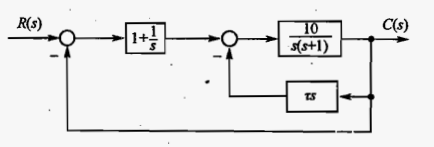 R(s)
C(s)
1+1/s
10/s(s+1)
τs
−
−